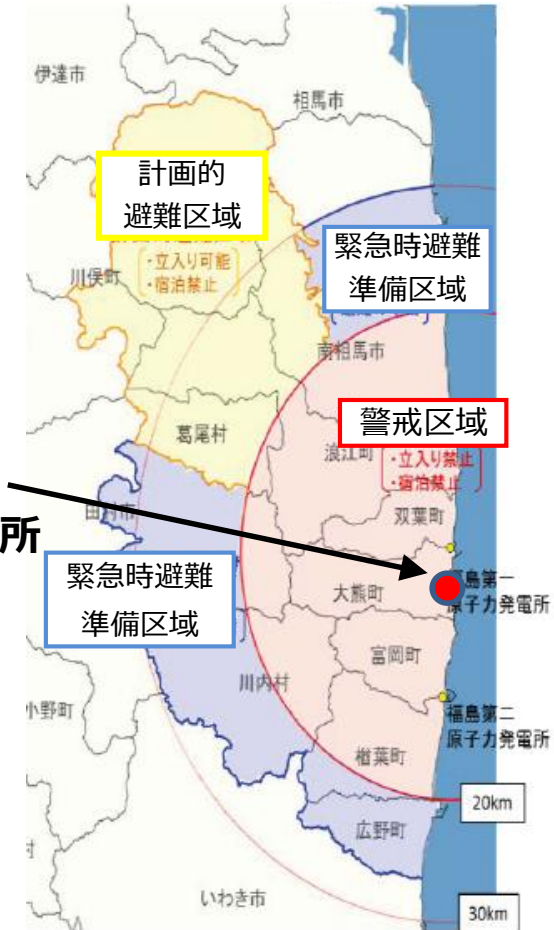 伊達市
相馬市
計画的
避難区域
緊急時避難
準備区域
・立入り可能
・宿泊禁止
川俣町
南相馬市
警戒区域
葛尾村
浪江町
・立入り禁止
・宿泊禁止
田村市
双葉町
所
緊急時避難
準備区域
大熊町
島第一
原子力発電所
富岡町
川内村
小野町
福島第二
原子力発電所
楢葉町
20km
広野町
村
いわき市
30km